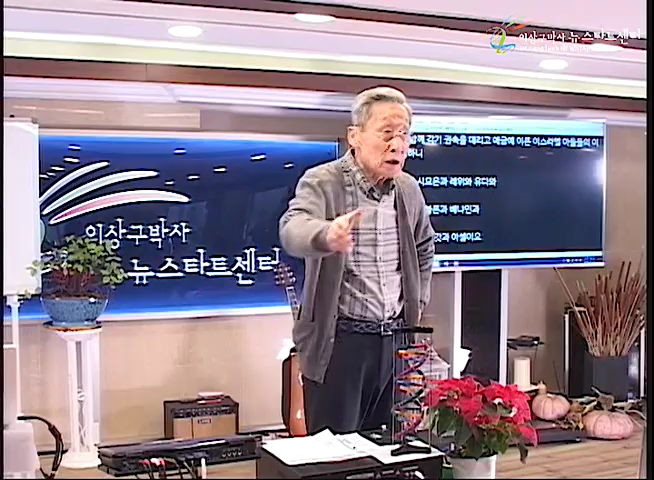 이상구박사 뉴스타트센터
함께 각기 권속을 데리고 애굽에 이른 이스라엘 아들들의 이
하니
시므온과 레위와 유다와
불론과 베냐민과
갓과 아셀이요
이상구박사
뉴스타트센터